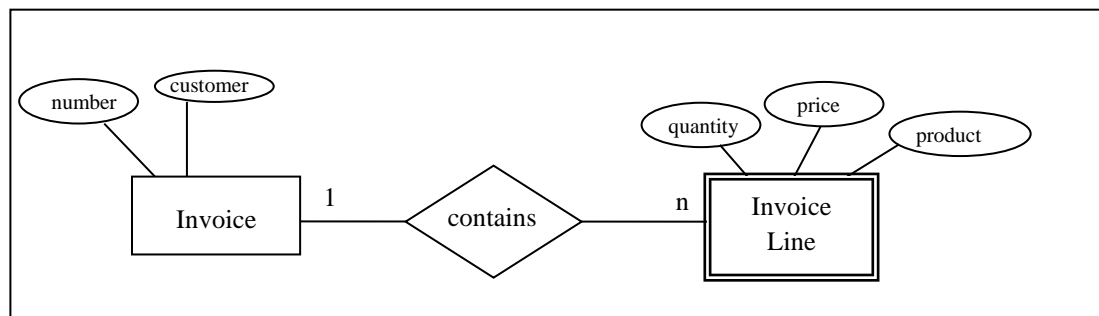 number
customer
Invoice
1
contains
n
quantity
price
product
Invoice
Line